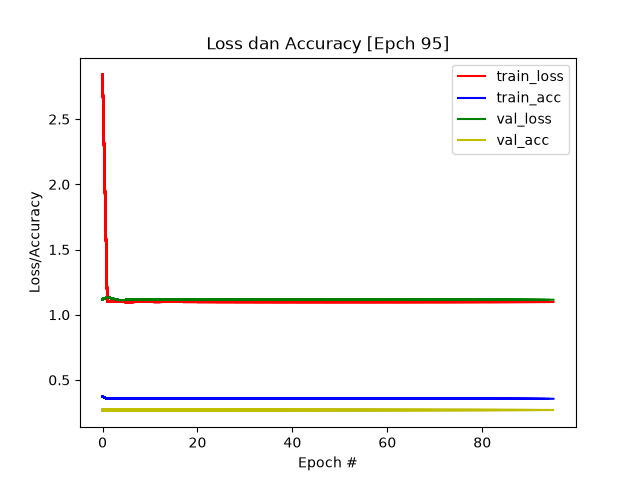 Loss dan Accuracy [Epch 95]
train_loss
train_acc
val_loss
val_acc
2.5
2.0
1.5
1.0
0.5
Loss/Accuracy
0 20 40 60 80
Epoch #